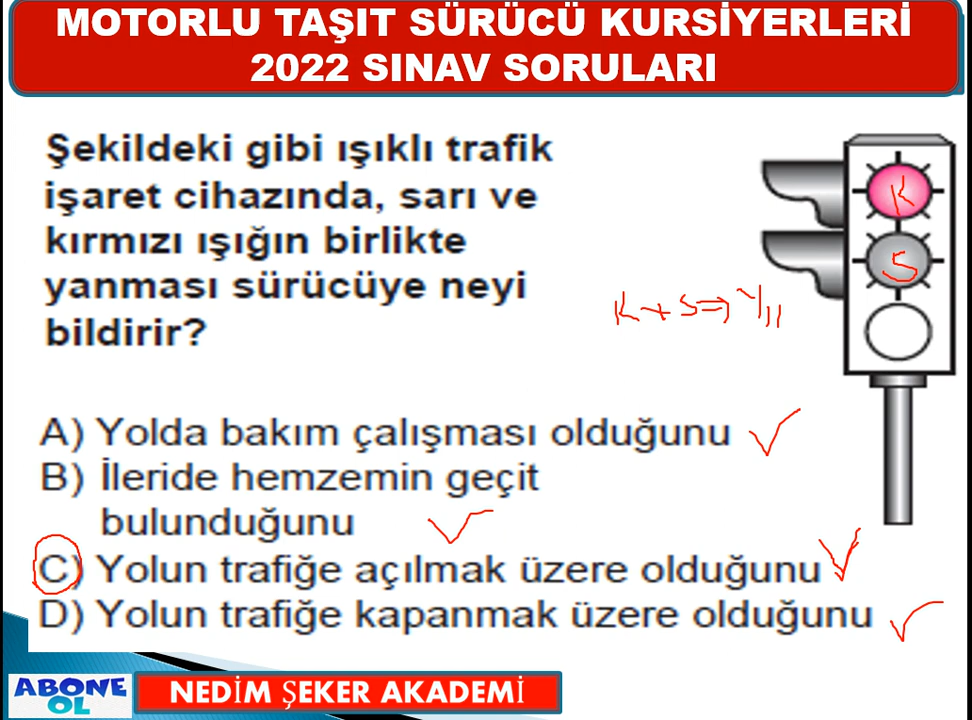 MOTORLU TAŞIT SÜRÜCÜ KURSİYERLERİ
2022 SINAV SORULARI
Şekildeki gibi ışıklı trafik
işaret cihazında, sarı ve
kırmızı ışığın birlikte
yanması sürücüye neyi
bildirir?
K
S
K+S⇒Y//
A) Yolda bakım çalışması olduğunu
B) İleride hemzemin geçit
bulunduğunu
C) Yolun trafiğe açılmak üzere olduğunu
D) Yolun trafiğe kapanmak üzere olduğunu
ABONE
OL
NEDİM ŞEKER AKADEMİ